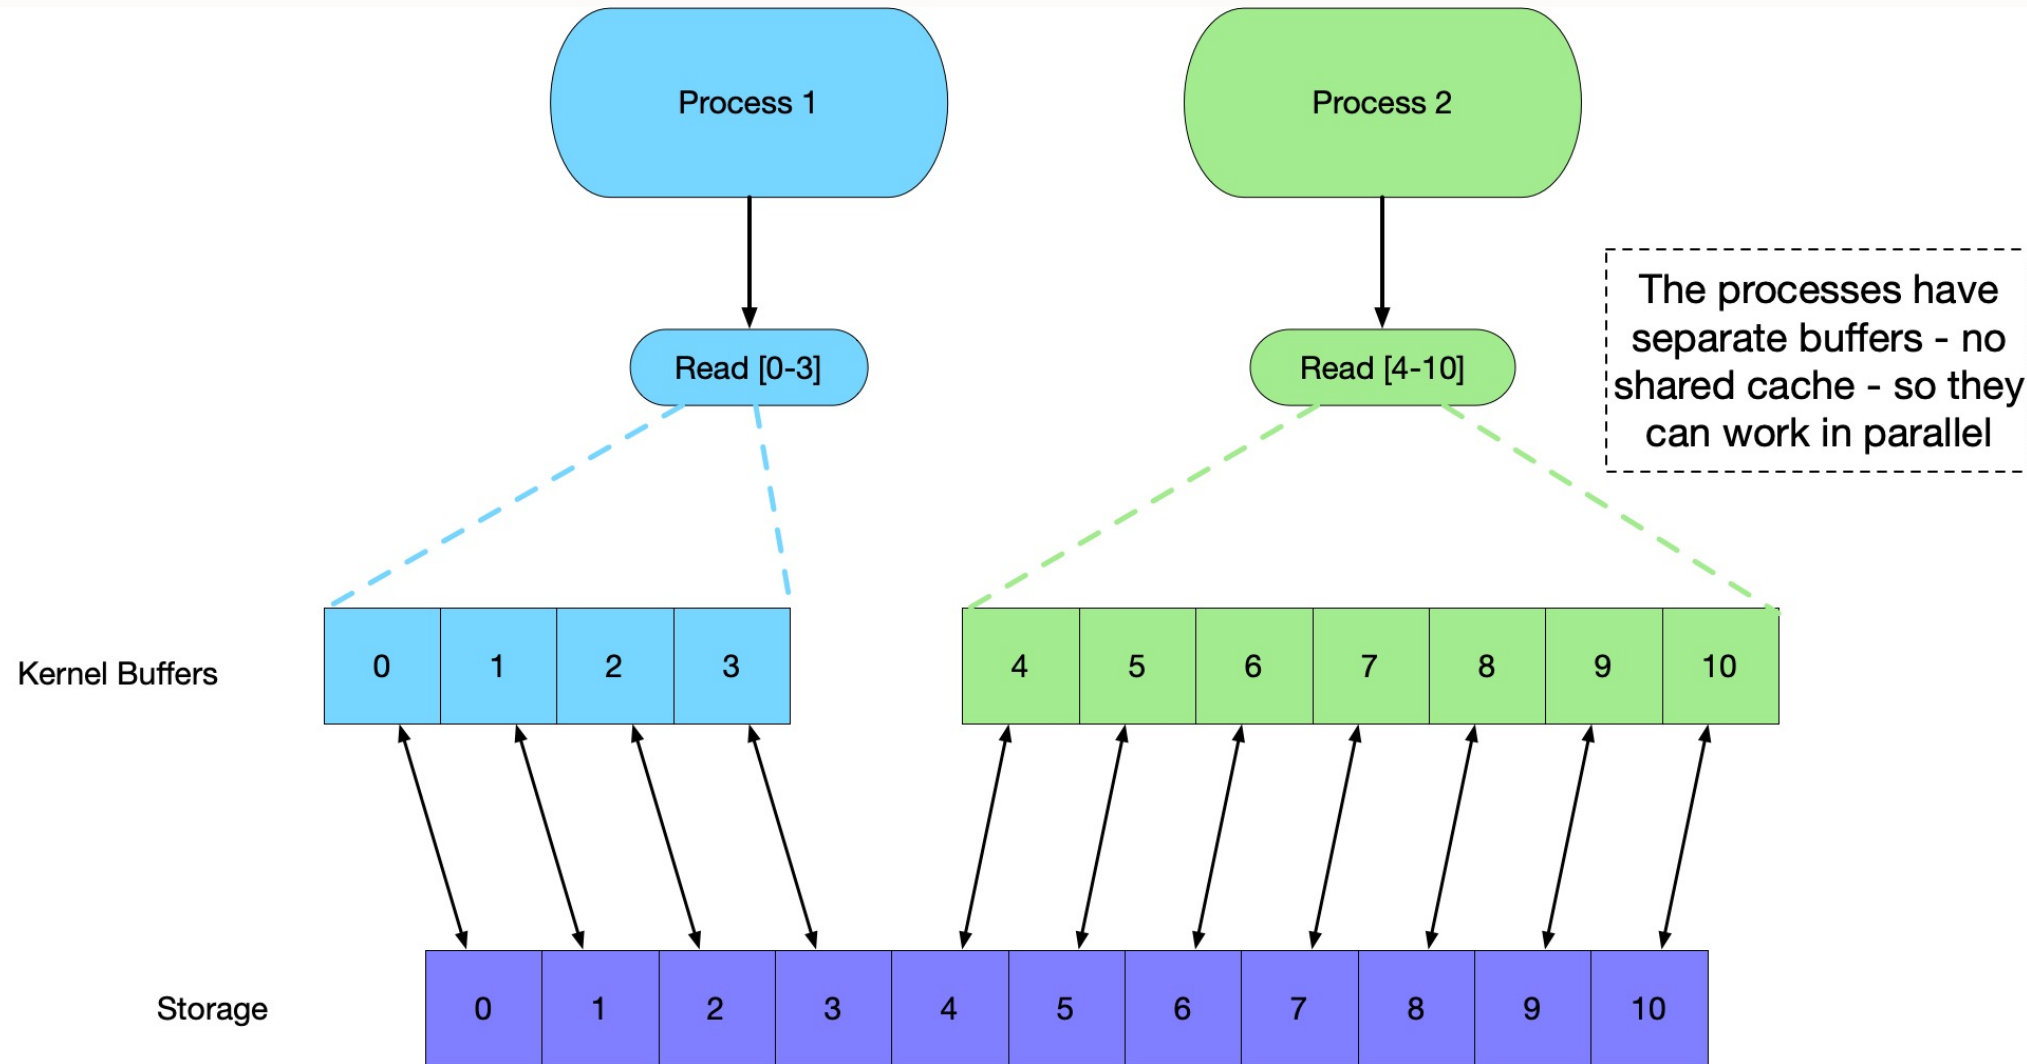 Process 1
Process 2
Read [0-3]
Read [4-10]
The processes have
separate buffers - no
shared cache - so they
can work in parallel
Kernel Buffers
0 1 2 3 4 5 6 7 8 9 10
Storage
0 1 2 3 4 5 6 7 8 9 10